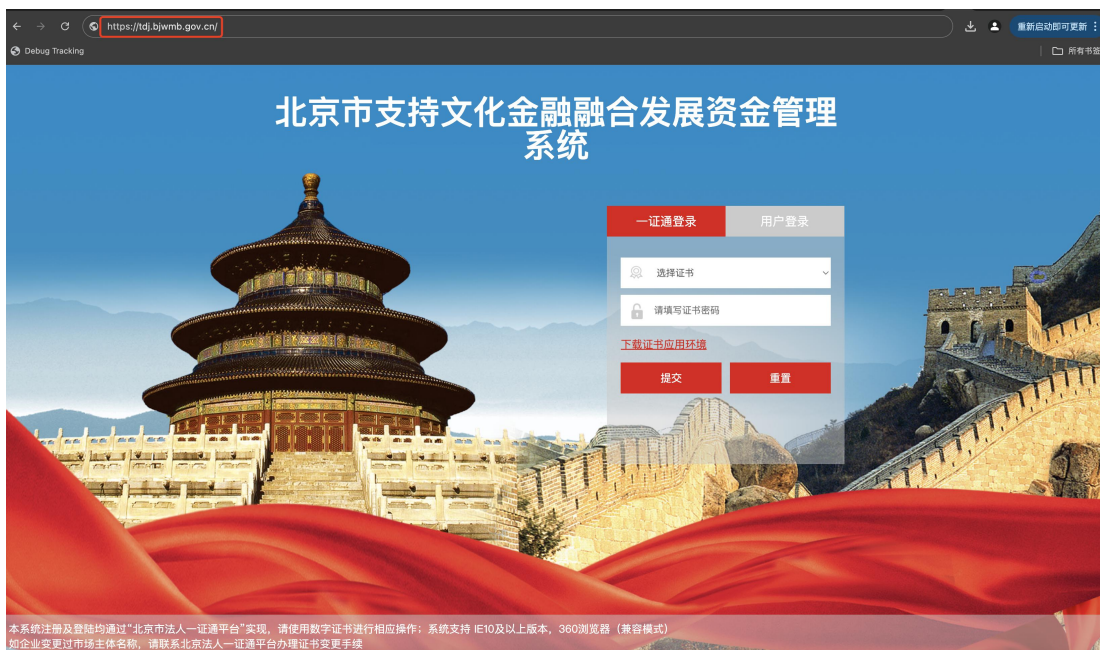 https://tdj.bjwmb.gov.cn/
重新启动即可更新
Debug Tracking
所有书签
北京市支持文化金融融合发展资金管理
系统
一证通登录
用户登录
选择证书
请填写证书密码
下载证书应用环境
提交
重置
本系统注册及登陆均通过“北京市法人一证通平台”实现，请使用数字证书进行相应操作；系统支持 IE10及以上版本，360浏览器（兼容模式）
如企业变更过市场主体名称，请联系北京法人一证通平台办理证书变更手续